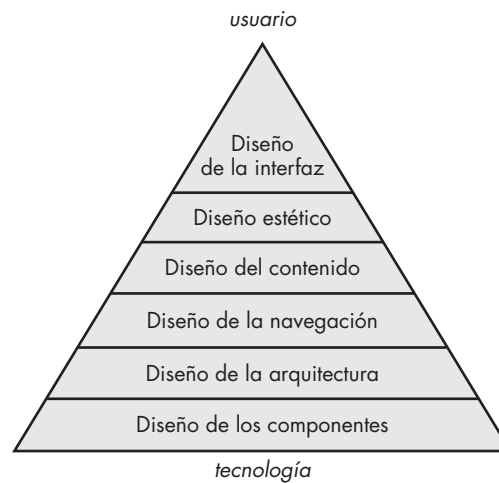 usuario
Diseño
de la interfaz
Diseño estético
Diseño del contenido
Diseño de la navegación
Diseño de la arquitectura
Diseño de los componentes
tecnología